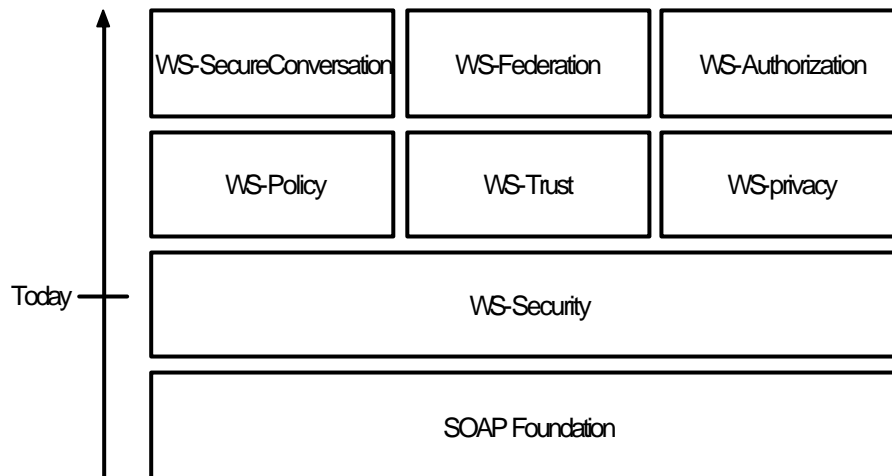 WS-SecureConversation
WS-Federation
WS-Authorization
WS-Policy
WS-Trust
WS-privacy
Today
WS-Security
SOAP Foundation